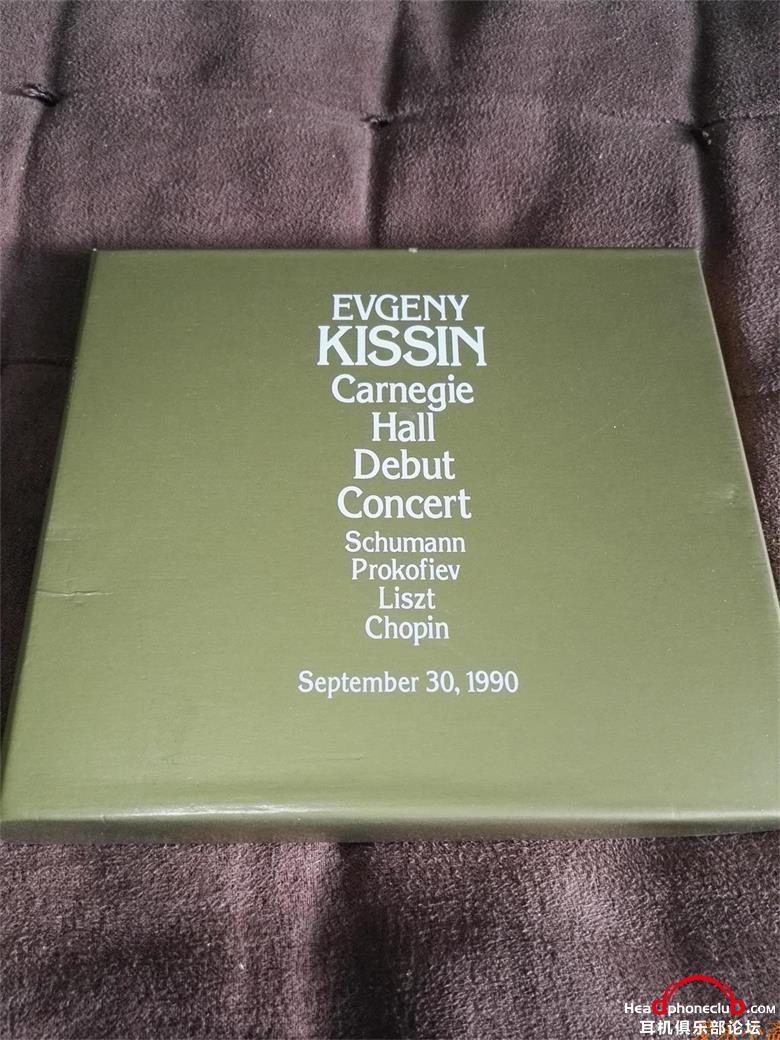 EVGENY
KISSIN
Carnegie
Hall
Debut
Concert
Schumann
Prokofiev
Liszt
Chopin
September 30, 1990
Headphoneclub.com
耳机俱乐部论坛